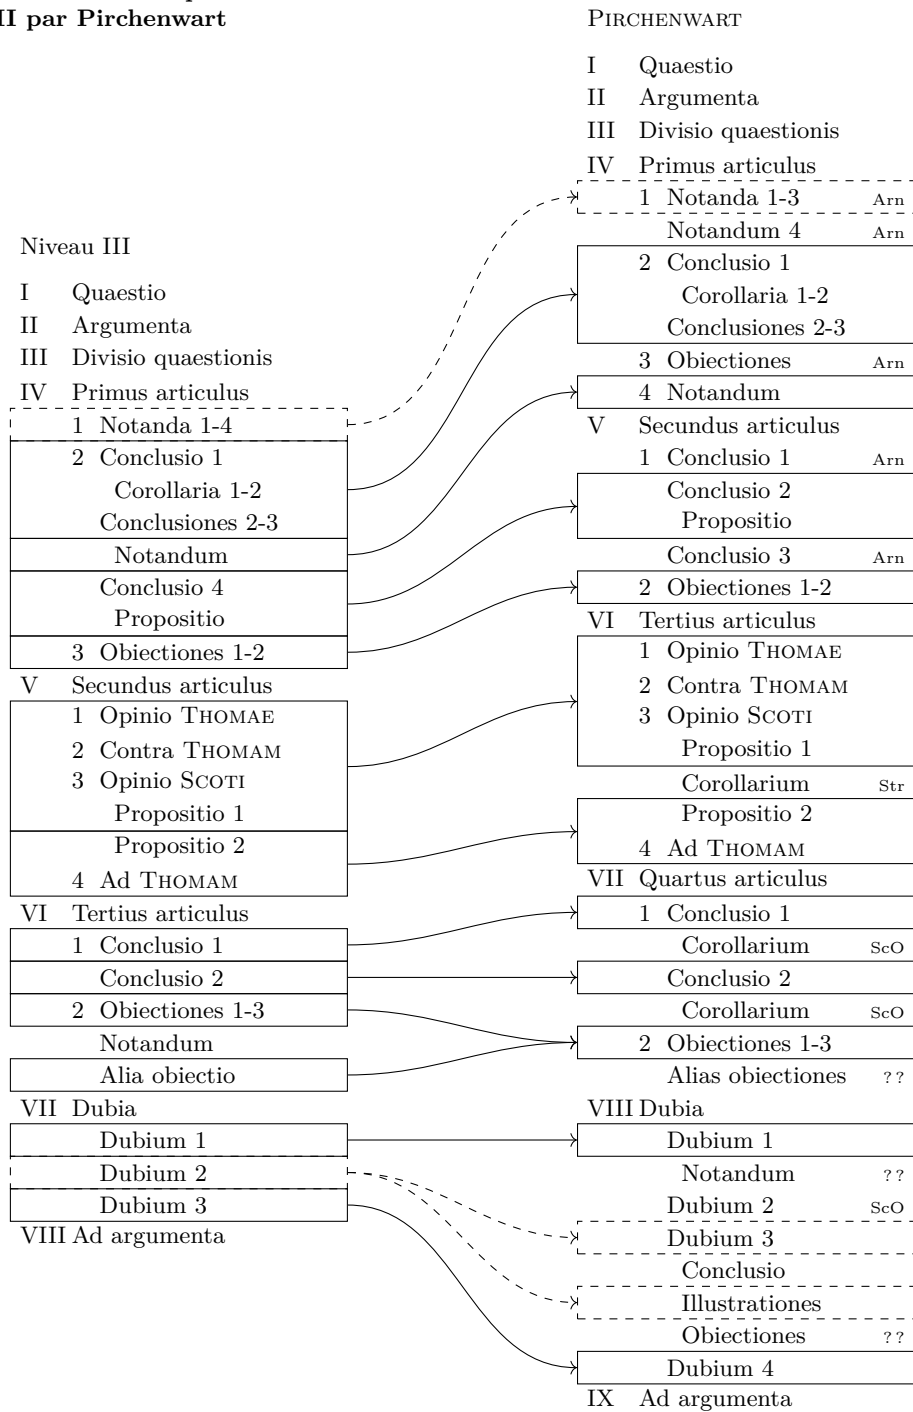 II par Pirchenwart
Niveau III
I Quaestio
II Argumenta
III Divisio quaestionis
IV Primus articulus
1 Notanda 1-4
2 Conclusio 1
Corollaria 1-2
Conclusiones 2-3
Notandum
Conclusio 4
Propositio
3 Obiectiones 1-2
V Secundus articulus
1 Opinio THOMAE
2 Contra THOMAM
3 Opinio SCOTI
Propositio 1
Propositio 2
4 Ad THOMAM
VI Tertius articulus
1 Conclusio 1
Conclusio 2
2 Obiectiones 1-3
Notandum
Alia obiectio
VII Dubia
Dubium 1
Dubium 2
Dubium 3
VIII Ad argumenta
PIRCHENWART
I Quaestio
II Argumenta
III Divisio quaestionis
IV Primus articulus
1 Notanda 1-3 Arn
Notandum 4 Arn
2 Conclusio 1
Corollaria 1-2
Conclusiones 2-3
3 Obiectiones Arn
4 Notandum
V Secundus articulus
1 Conclusio 1 Arn
Conclusio 2
Propositio
Conclusio 3 Arn
2 Obiectiones 1-2
VI Tertius articulus
1 Opinio THOMAE
2 Contra THOMAM
3 Opinio SCOTI
Propositio 1
Corollarium Str
Propositio 2
4 Ad THOMAM
VII Quartus articulus
1 Conclusio 1
Corollarium ScO
Conclusio 2
Corollarium ScO
2 Obiectiones 1-3
Alias obiectiones ??
VIII Dubia
Dubium 1
Notandum ??
Dubium 2 ScO
Dubium 3
Conclusio
Illustrationes
Obiectiones ??
Dubium 4
IX Ad argumenta